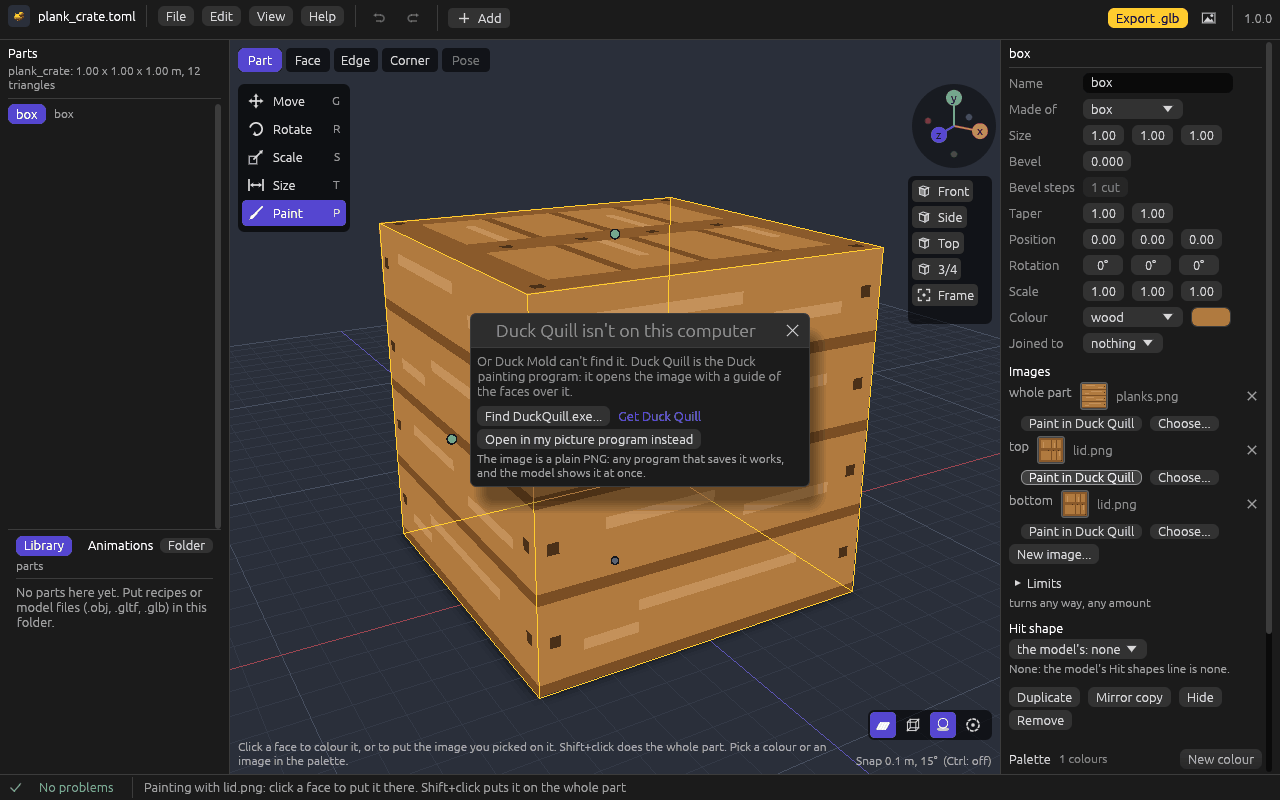 plank_crate.toml File Edit View Help + Add Export .glb 1.0.0
Parts
plank_crate: 1.00 x 1.00 x 1.00 m, 12
triangles
box box
Library Animations Folder
parts
No parts here yet. Put recipes or
model files (.obj, .gltf, .glb) in this
folder.
Part Face Edge Corner Pose
Move G
Rotate R
Scale S
Size T
Paint P
y
x
z
Front
Side
Top
3/4
Frame
Duck Quill isn't on this computer
Or Duck Mold can't find it. Duck Quill is the Duck
painting program: it opens the image with a guide of
the faces over it.
Find DuckQuill.exe... Get Duck Quill
Open in my picture program instead
The image is a plain PNG: any program that saves it works,
and the model shows it at once.
Click a face to colour it, or to put the image you picked on it. Shift+click does the whole part. Pick a colour or an
image in the palette.
Snap 0.1 m, 15° (Ctrl: off)
box
Name box
Made of box
Size 1.00 1.00 1.00
Bevel 0.000
Bevel steps 1 cut
Taper 1.00 1.00
Position 0.00 0.00 0.00
Rotation 0° 0° 0°
Scale 1.00 1.00 1.00
Colour wood
Joined to nothing
Images
whole part planks.png
Paint in Duck Quill Choose...
top lid.png
Paint in Duck Quill Choose...
bottom lid.png
Paint in Duck Quill Choose...
New image...
Limits
turns any way, any amount
Hit shape
the model's: none
None: the model's Hit shapes line is none.
Duplicate Mirror copy Hide
Remove
Palette 1 colours New colour
No problems Painting with lid.png: click a face to put it there. Shift+click puts it on the whole part